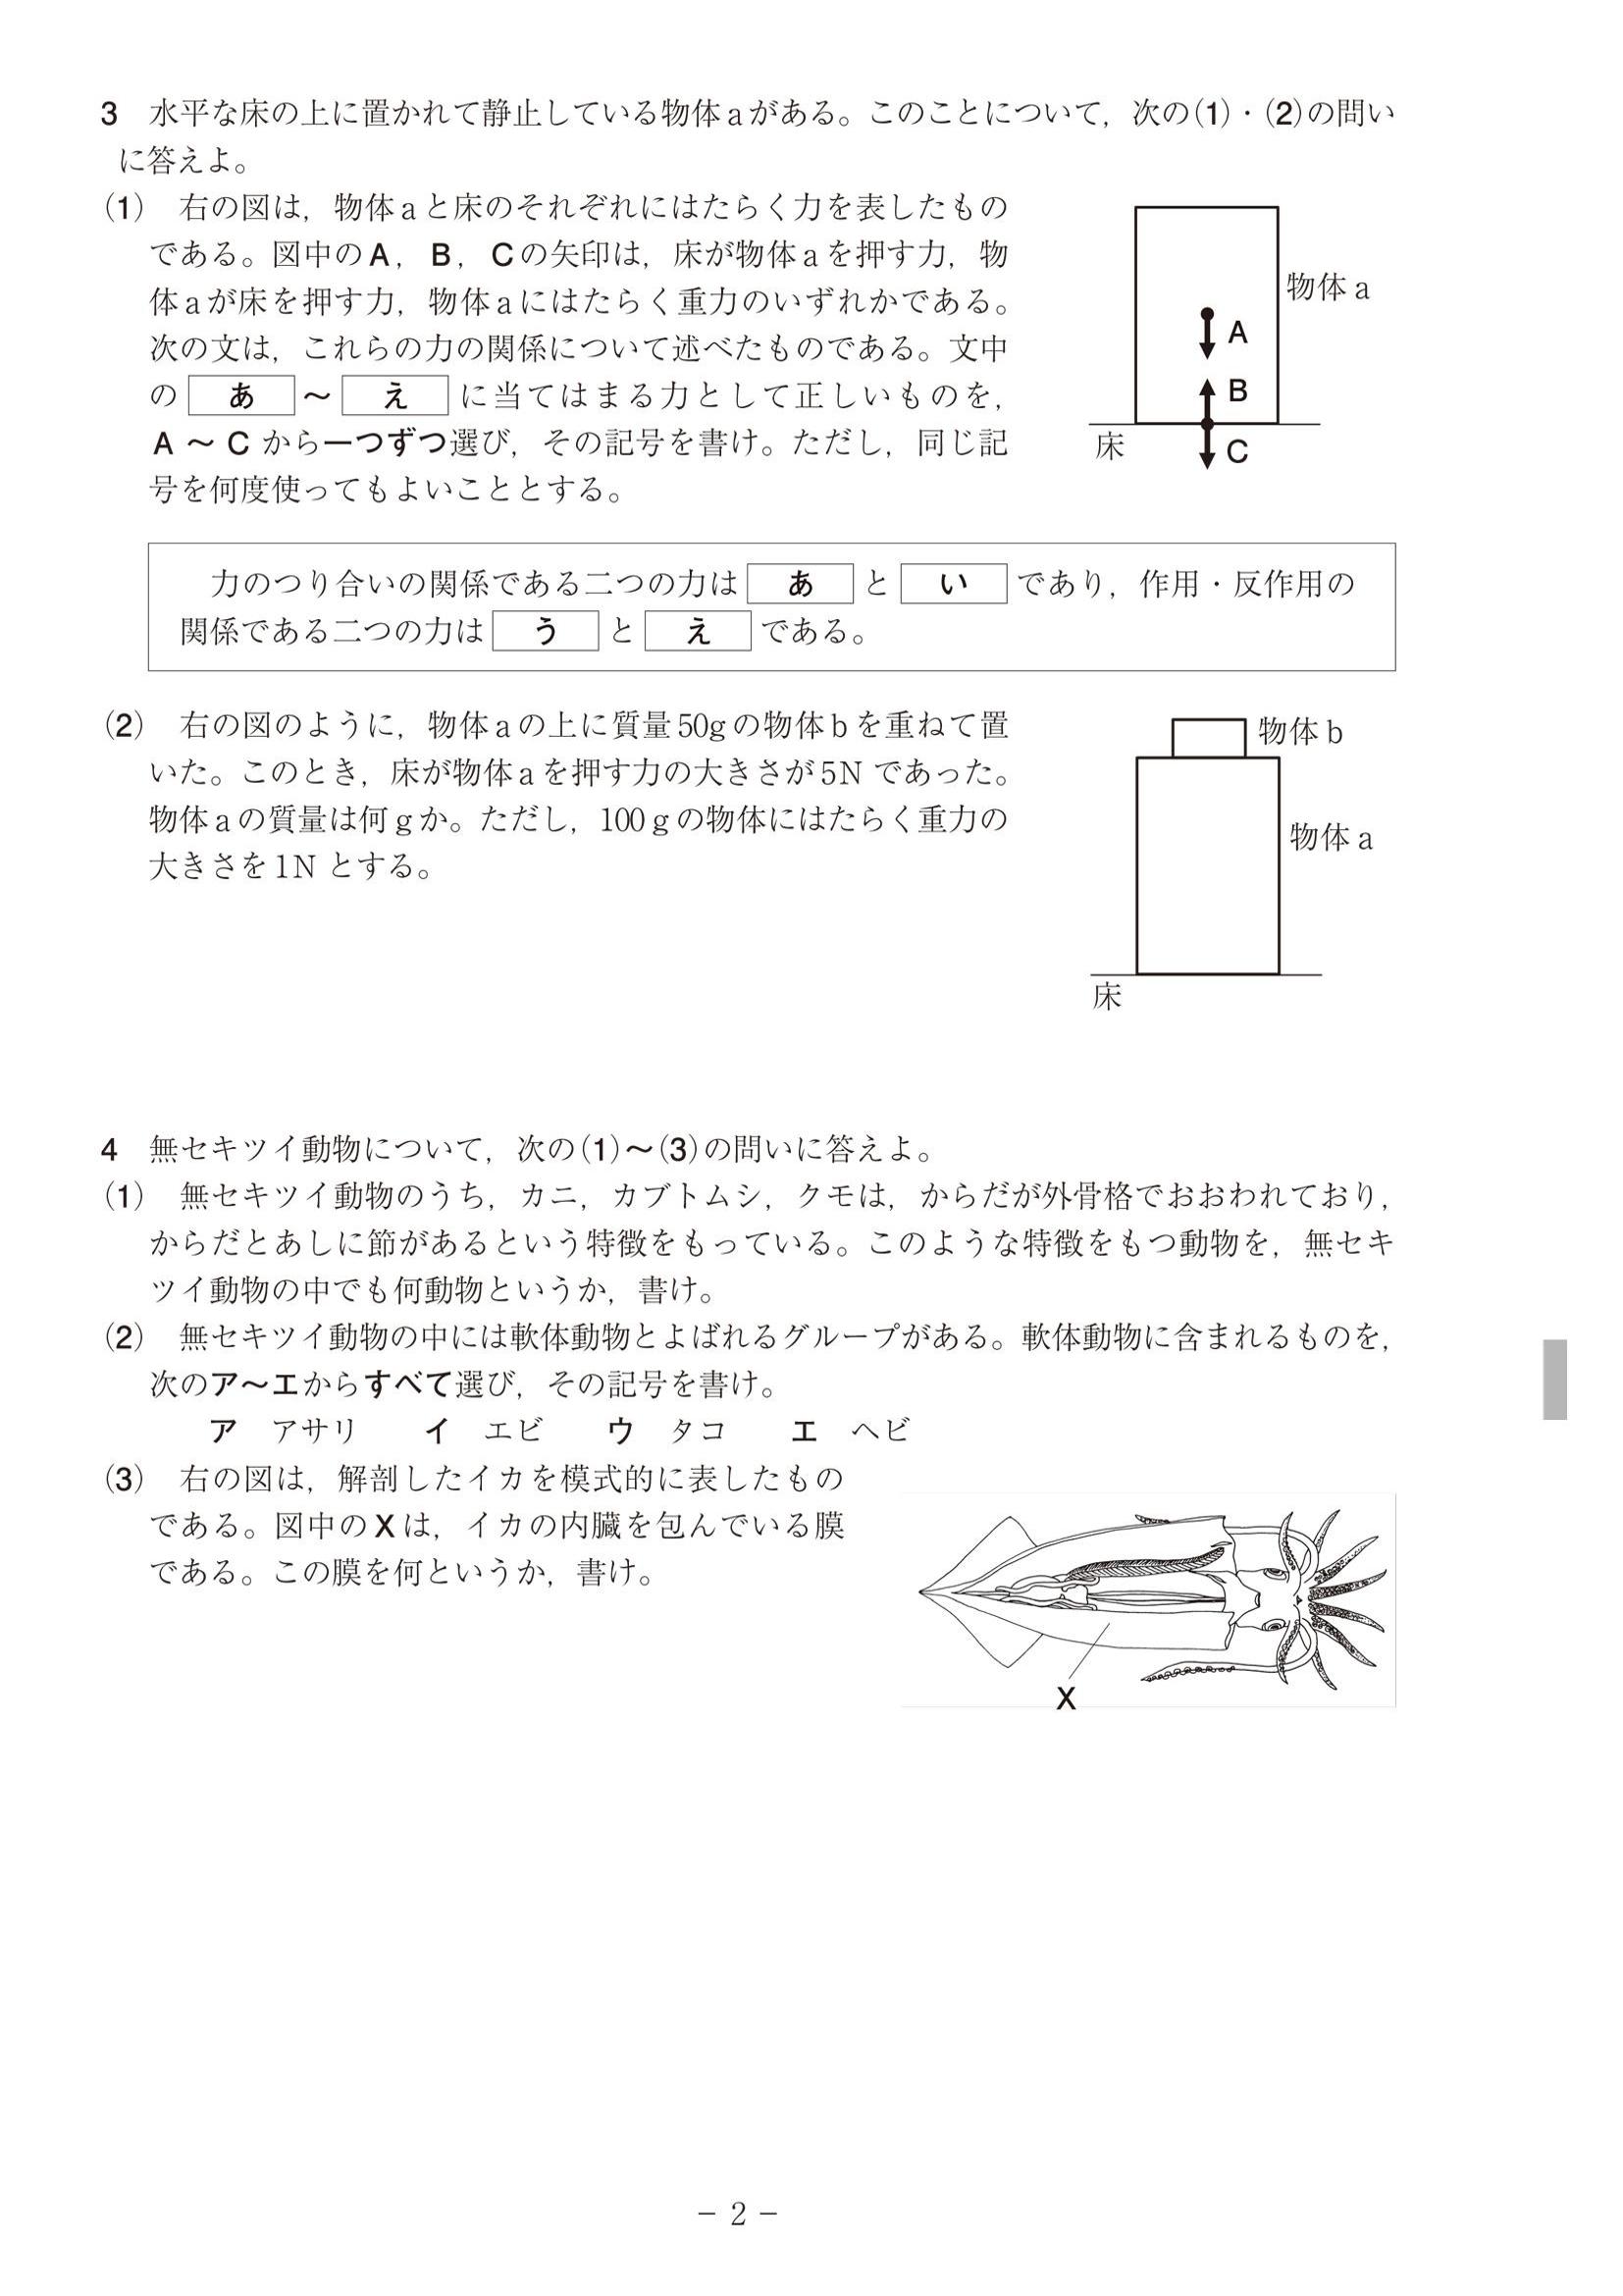 3　水平な床の上に置かれて静止している物体aがある。このことについて，次の(1)・(2)の問い
に答えよ。
(1)　右の図は，物体aと床のそれぞれにはたらく力を表したもの
である。図中のA，B，Cの矢印は，床が物体aを押す力，物
体aが床を押す力，物体aにはたらく重力のいずれかである。
次の文は，これらの力の関係について述べたものである。文中
の あ ～ え に当てはまる力として正しいものを，
A ～ C から一つずつ選び，その記号を書け。ただし，同じ記
号を何度使ってもよいこととする。
物体a
A
B
床
C
力のつり合いの関係である二つの力は あ と い であり，作用・反作用の
関係である二つの力は う と え である。
(2)　右の図のように，物体aの上に質量50gの物体bを重ねて置
いた。このとき，床が物体aを押す力の大きさが5N であった。
物体aの質量は何gか。ただし，100gの物体にはたらく重力の
大きさを1N とする。
物体b
物体a
床
4　無セキツイ動物について，次の(1)～(3)の問いに答えよ。
(1)　無セキツイ動物のうち，カニ，カブトムシ，クモは，からだが外骨格でおおわれており，
からだとあしに節があるという特徴をもっている。このような特徴をもつ動物を，無セキ
ツイ動物の中でも何動物というか，書け。
(2)　無セキツイ動物の中には軟体動物とよばれるグループがある。軟体動物に含まれるものを，
次のア～エからすべて選び，その記号を書け。
ア　アサリ　　イ　エビ　　ウ　タコ　　エ　ヘビ
(3)　右の図は，解剖したイカを模式的に表したもの
である。図中のXは，イカの内臓を包んでいる膜
である。この膜を何というか，書け。
X
－ 2 －